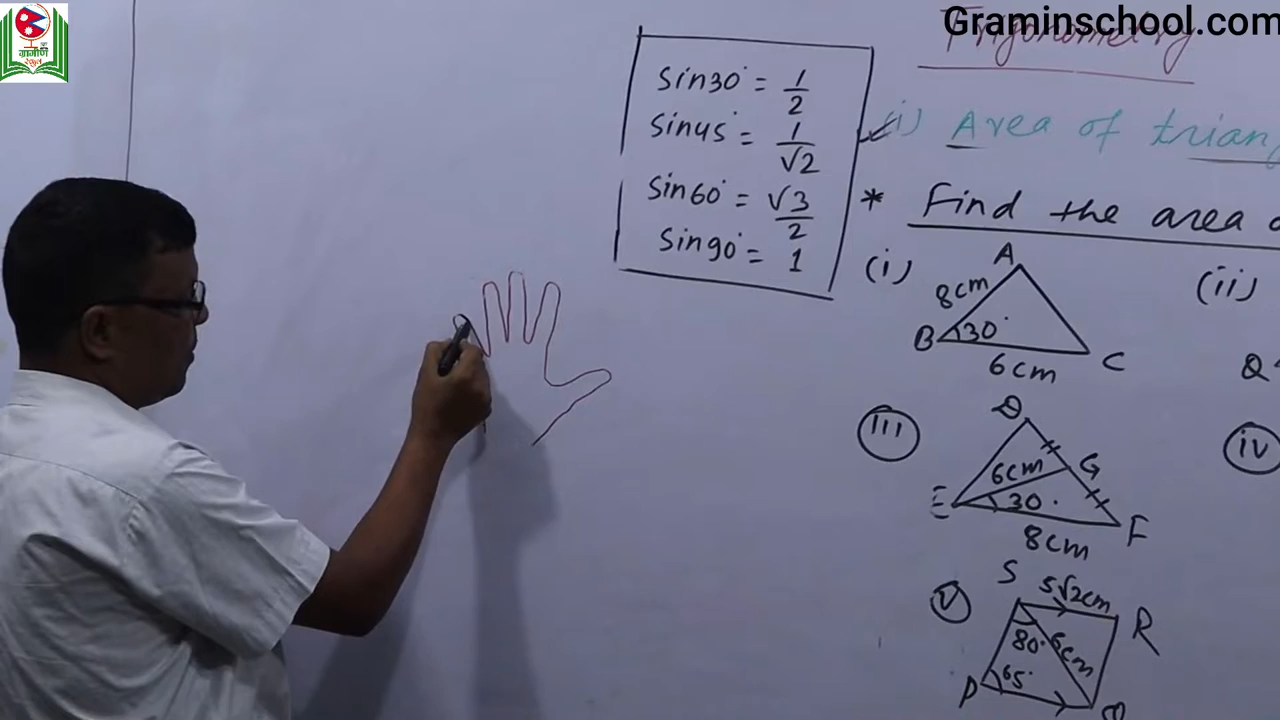 Graminschool.com
ग्रामीण
स्कुल
Trigonometry
sin30° = 1/2
sin45° = 1/√2
sin60° = √3/2
sin90° = 1
(i) Area of triang
* Find the area o
(i)
A
8cm
B
30°
6cm
C
(ii)
Q
iii
D
6cm
G
E
30°
8cm
F
iv
v
S
5√2cm
R
80°
6cm
P
65°
Q